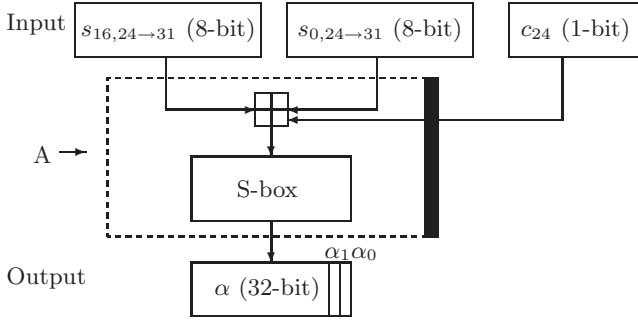 Input s₁₆,₂₄→₃₁ (8-bit) s₀,₂₄→₃₁ (8-bit) c₂₄ (1-bit)
A
S-box
α₁α₀
Output α (32-bit)